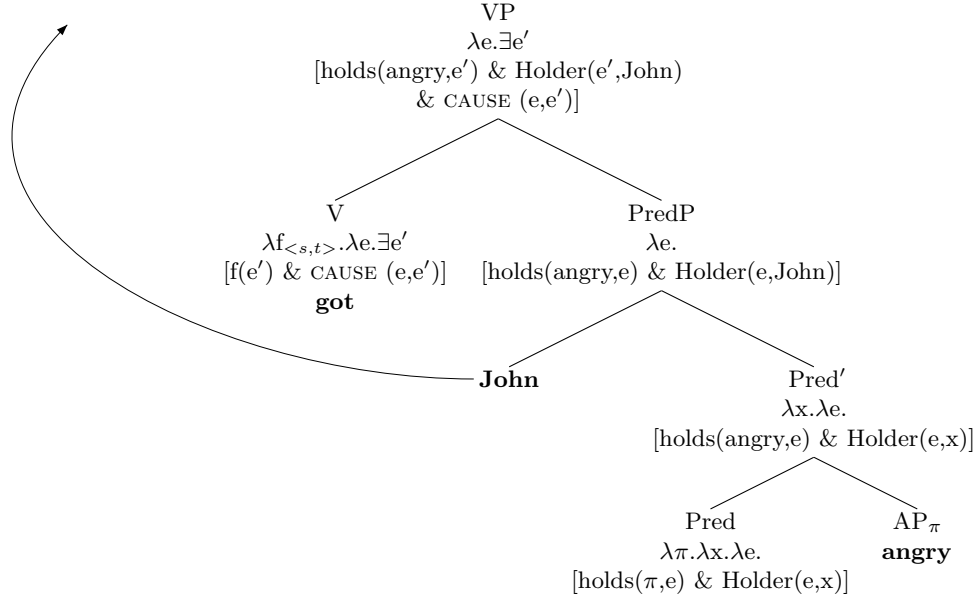 VP
λe.∃e′
[holds(angry,e′) & Holder(e′,John)
& CAUSE (e,e′)]
V
λf<s,t>.λe.∃e′
[f(e′) & CAUSE (e,e′)]
got
PredP
λe.
[holds(angry,e) & Holder(e,John)]
John
Pred′
λx.λe.
[holds(angry,e) & Holder(e,x)]
Pred
λπ.λx.λe.
[holds(π,e) & Holder(e,x)]
APπ
angry